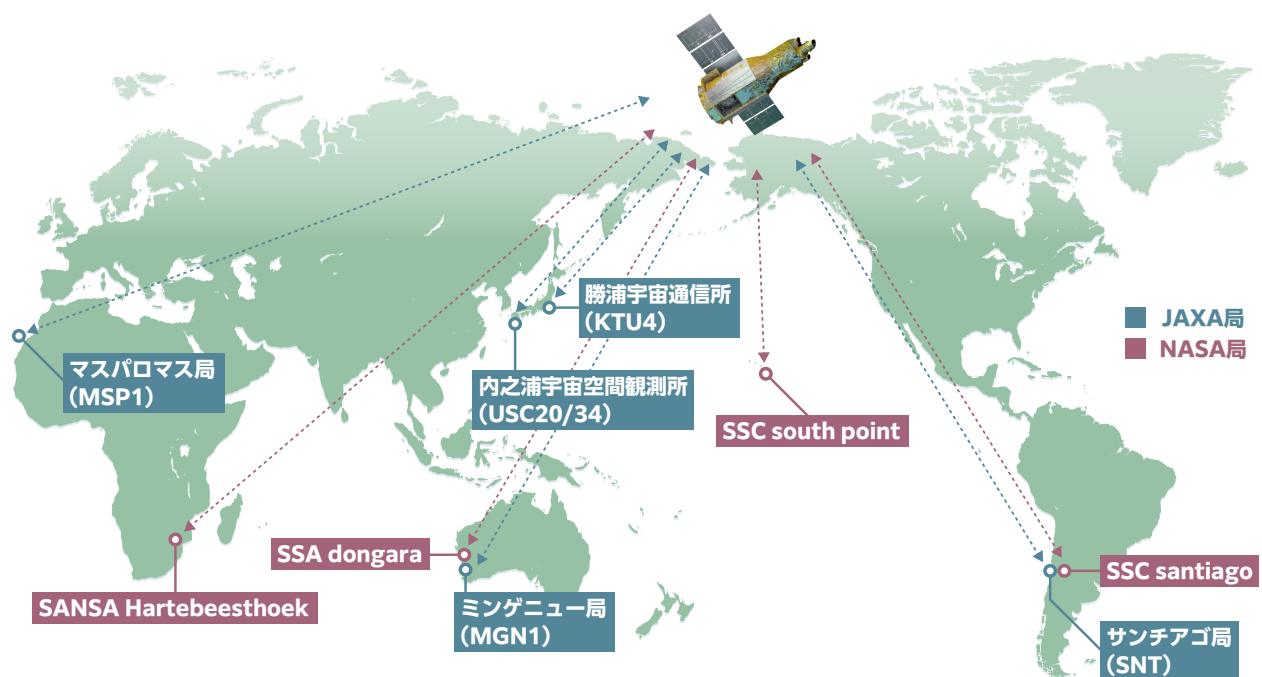 勝浦宇宙通信所
(KTU4)
JAXA局
NASA局
マスパロマス局
(MSP1)
内之浦宇宙空間観測所
(USC20/34)
SSC south point
SSA dongara
SSC santiago
SANSA Hartebeesthoek
ミンゲニュー局
(MGN1)
サンチアゴ局
(SNT)